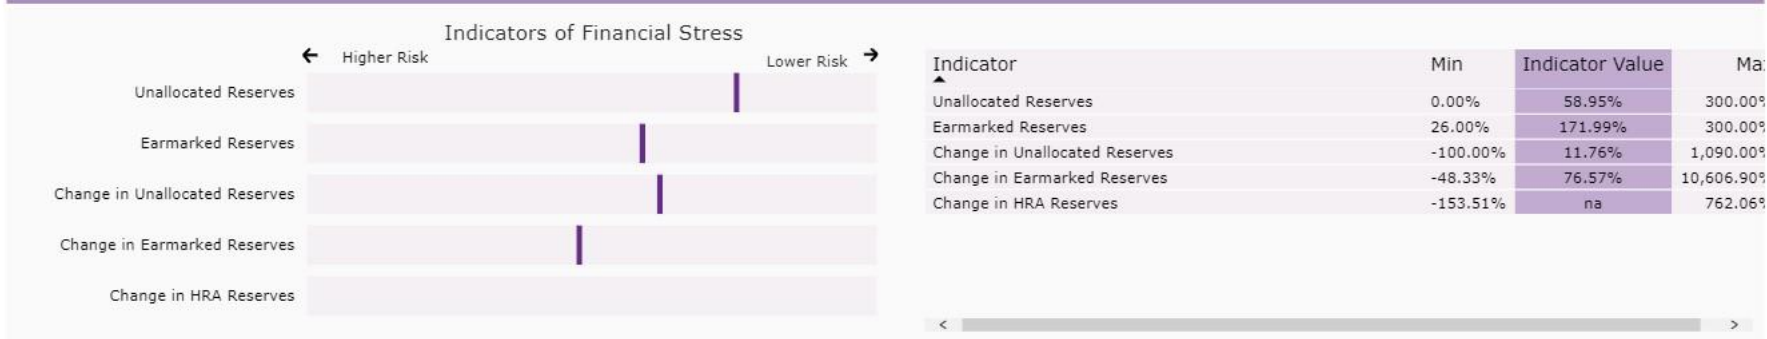 Indicators of Financial Stress
← Higher Risk Lower Risk →
Unallocated Reserves
Earmarked Reserves
Change in Unallocated Reserves
Change in Earmarked Reserves
Change in HRA Reserves
Indicator Min Indicator Value Ma
Unallocated Reserves 0.00% 58.95% 300.00%
Earmarked Reserves 26.00% 171.99% 300.00%
Change in Unallocated Reserves -100.00% 11.76% 1,090.00%
Change in Earmarked Reserves -48.33% 76.57% 10,606.90%
Change in HRA Reserves -153.51% na 762.06%